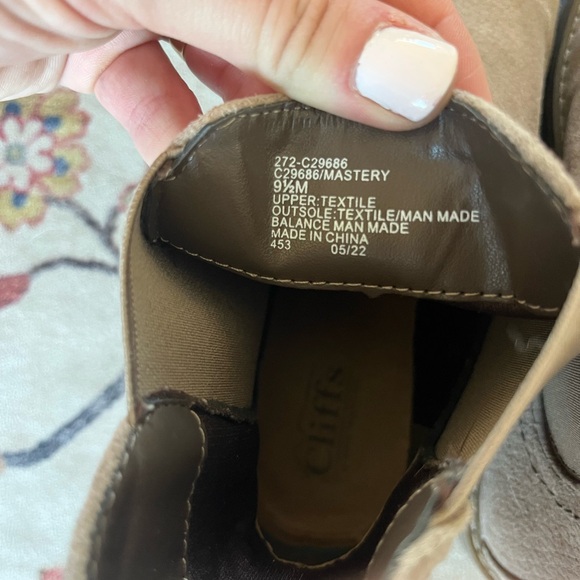 272-C29686
C29686/MASTERY
9½M
UPPER:TEXTILE
OUTSOLE:TEXTILE/MAN MADE
BALANCE MAN MADE
MADE IN CHINA
453 05/22
Cliffs